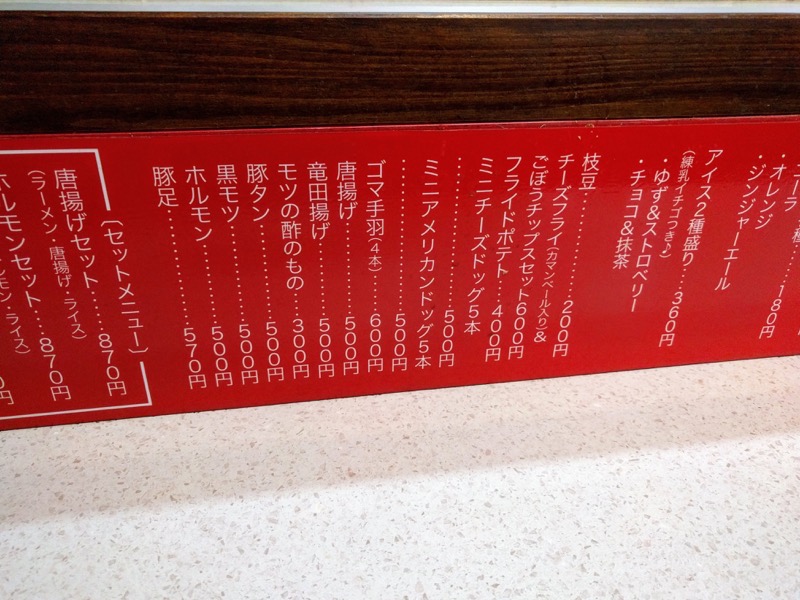 ・オレンジ
・ジンジャーエール
……180円
アイス2種盛り……360円
(練乳イチゴつき♪)
・ゆず&ストロベリー
・チョコ&抹茶
枝豆……………200円
チーズフライ(カマンベール入り)&
ごぼうチップスセット600円
フライドポテト…400円
ミニチーズドッグ5本
……………500円
ミニアメリカンドッグ5本
……………500円
ゴマ手羽(4本)……600円
唐揚げ…………500円
竜田揚げ………500円
モツの酢のもの…300円
豚タン…………500円
黒モツ…………500円
ホルモン………500円
豚足……………570円
〔セットメニュー〕
唐揚げセット……870円
(ラーメン・唐揚げ・ライス)
ホルモンセット…870円